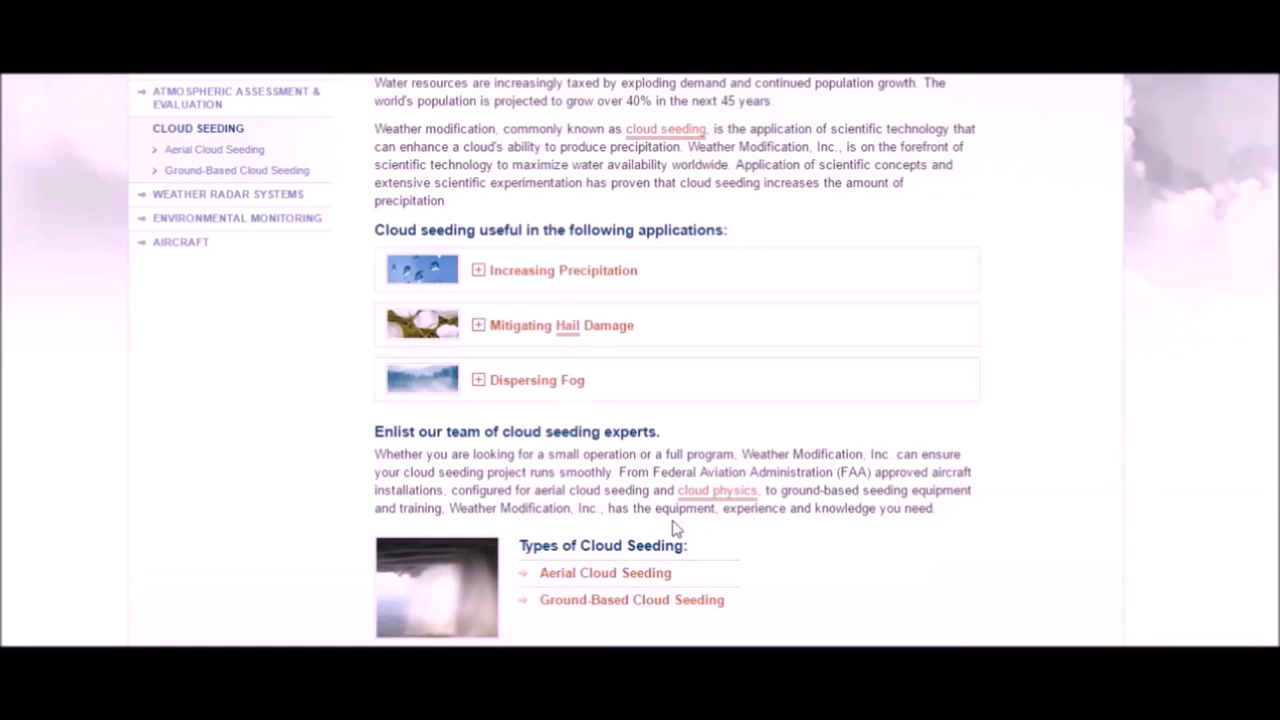 ATMOSPHERIC ASSESSMENT &
EVALUATION
CLOUD SEEDING
Aerial Cloud Seeding
Ground-Based Cloud Seeding
WEATHER RADAR SYSTEMS
ENVIRONMENTAL MONITORING
AIRCRAFT
Water resources are increasingly taxed by exploding demand and continued population growth. The
world's population is projected to grow over 40% in the next 45 years.
Weather modification, commonly known as cloud seeding, is the application of scientific technology that
can enhance a cloud's ability to produce precipitation. Weather Modification, Inc., is on the forefront of
scientific technology to maximize water availability worldwide. Application of scientific concepts and
extensive scientific experimentation has proven that cloud seeding increases the amount of
precipitation.
Cloud seeding useful in the following applications:
Increasing Precipitation
Mitigating Hail Damage
Dispersing Fog
Enlist our team of cloud seeding experts.
Whether you are looking for a small operation or a full program, Weather Modification, Inc. can ensure
your cloud seeding project runs smoothly. From Federal Aviation Administration (FAA) approved aircraft
installations, configured for aerial cloud seeding and cloud physics, to ground-based seeding equipment
and training, Weather Modification, Inc., has the equipment, experience and knowledge you need.
Types of Cloud Seeding:
Aerial Cloud Seeding
Ground-Based Cloud Seeding